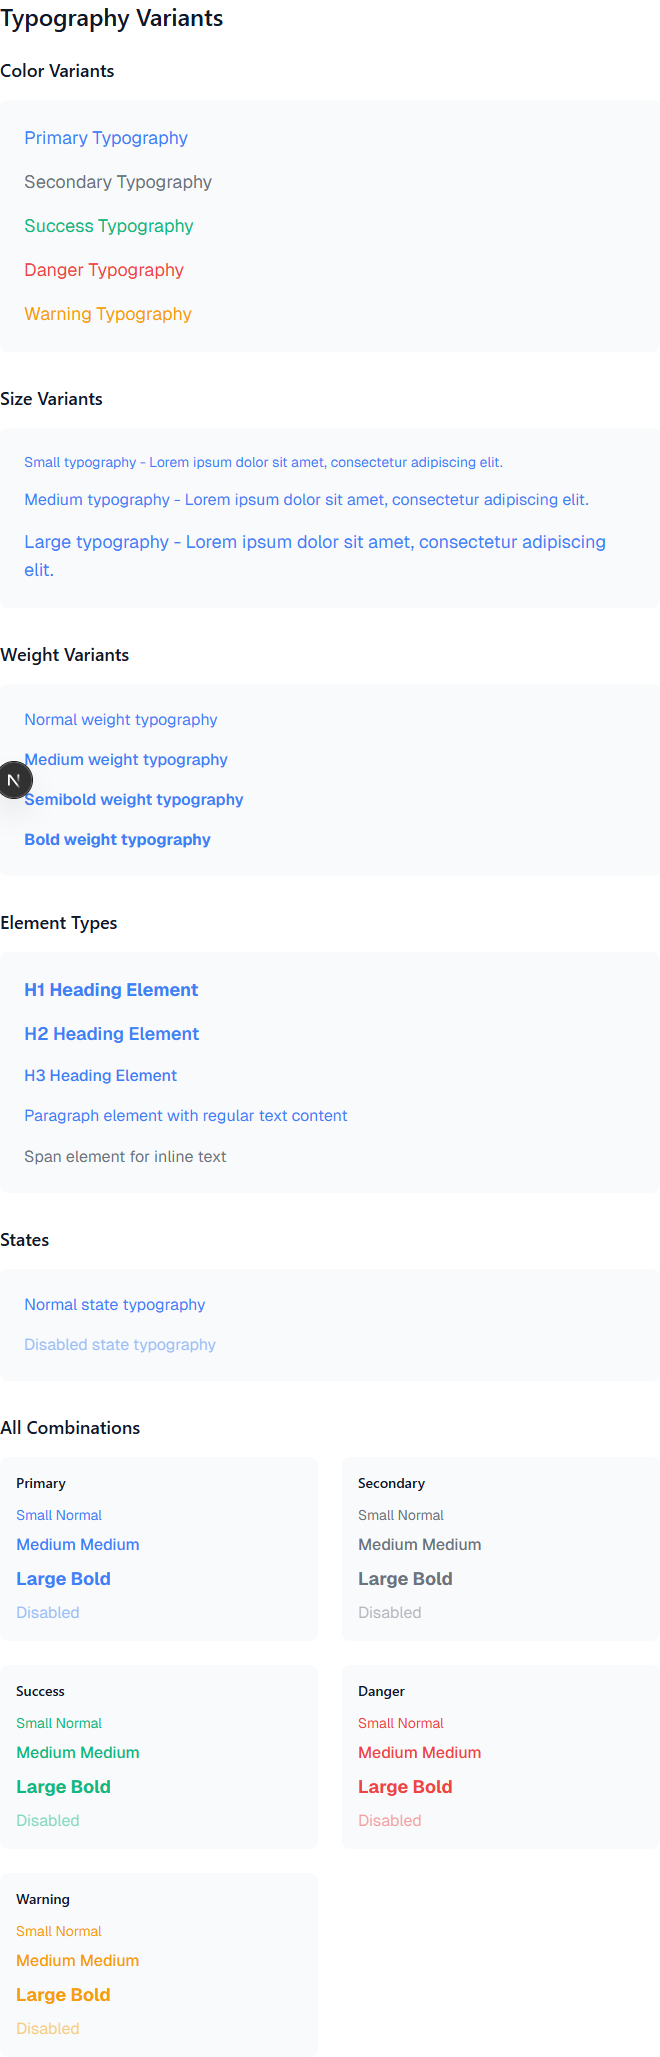 Typography Variants
Color Variants
Primary Typography
Secondary Typography
Success Typography
Danger Typography
Warning Typography
Size Variants
Small typography - Lorem ipsum dolor sit amet, consectetur adipiscing elit.
Medium typography - Lorem ipsum dolor sit amet, consectetur adipiscing elit.
Large typography - Lorem ipsum dolor sit amet, consectetur adipiscing
elit.
Weight Variants
Normal weight typography
Medium weight typography
N
Semibold weight typography
Bold weight typography
Element Types
H1 Heading Element
H2 Heading Element
H3 Heading Element
Paragraph element with regular text content
Span element for inline text
States
Normal state typography
Disabled state typography
All Combinations
Primary
Small Normal
Medium Medium
Large Bold
Disabled
Secondary
Small Normal
Medium Medium
Large Bold
Disabled
Success
Small Normal
Medium Medium
Large Bold
Disabled
Danger
Small Normal
Medium Medium
Large Bold
Disabled
Warning
Small Normal
Medium Medium
Large Bold
Disabled